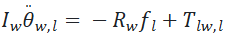 I_w θ̈_{w,l} = − R_w f_l + T_{lw,l}